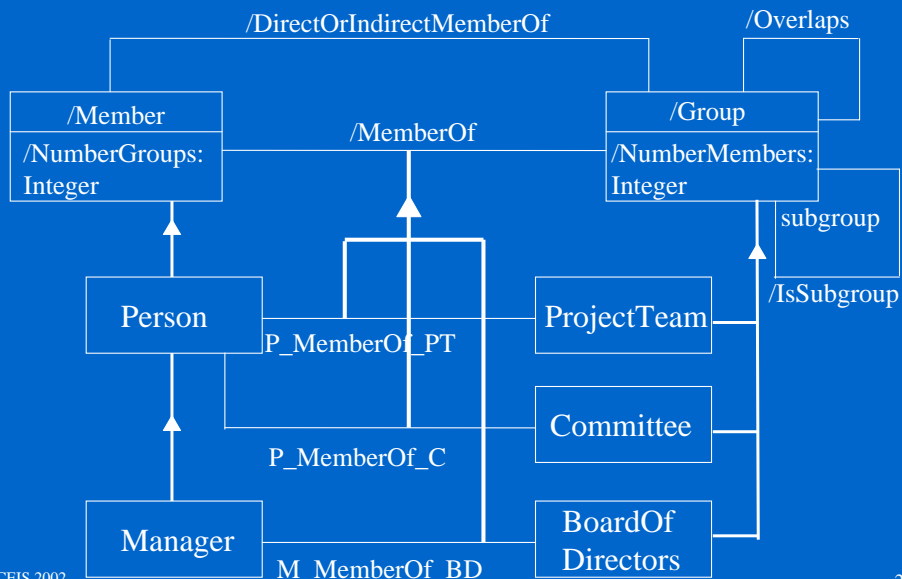 /Overlaps
/DirectOrIndirectMemberOf
/Member
/NumberGroups:
Integer
/MemberOf
/Group
/NumberMembers:
Integer
subgroup
/IsSubgroup
Person
P_MemberOf_PT
ProjectTeam
P_MemberOf_C
Committee
Manager
M_MemberOf_BD
BoardOf
Directors
2002